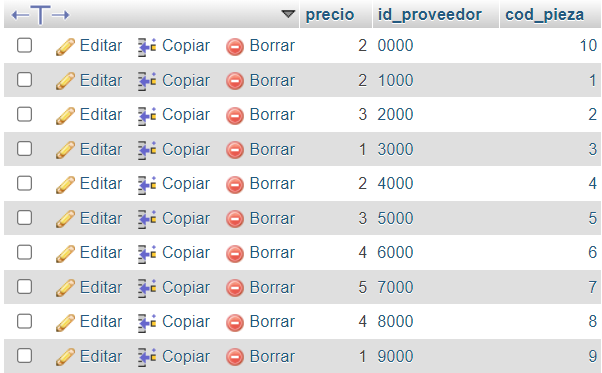 precio id_proveedor cod_pieza
Editar Copiar Borrar 2 0000 10
Editar Copiar Borrar 2 1000 1
Editar Copiar Borrar 3 2000 2
Editar Copiar Borrar 1 3000 3
Editar Copiar Borrar 2 4000 4
Editar Copiar Borrar 3 5000 5
Editar Copiar Borrar 4 6000 6
Editar Copiar Borrar 5 7000 7
Editar Copiar Borrar 4 8000 8
Editar Copiar Borrar 1 9000 9